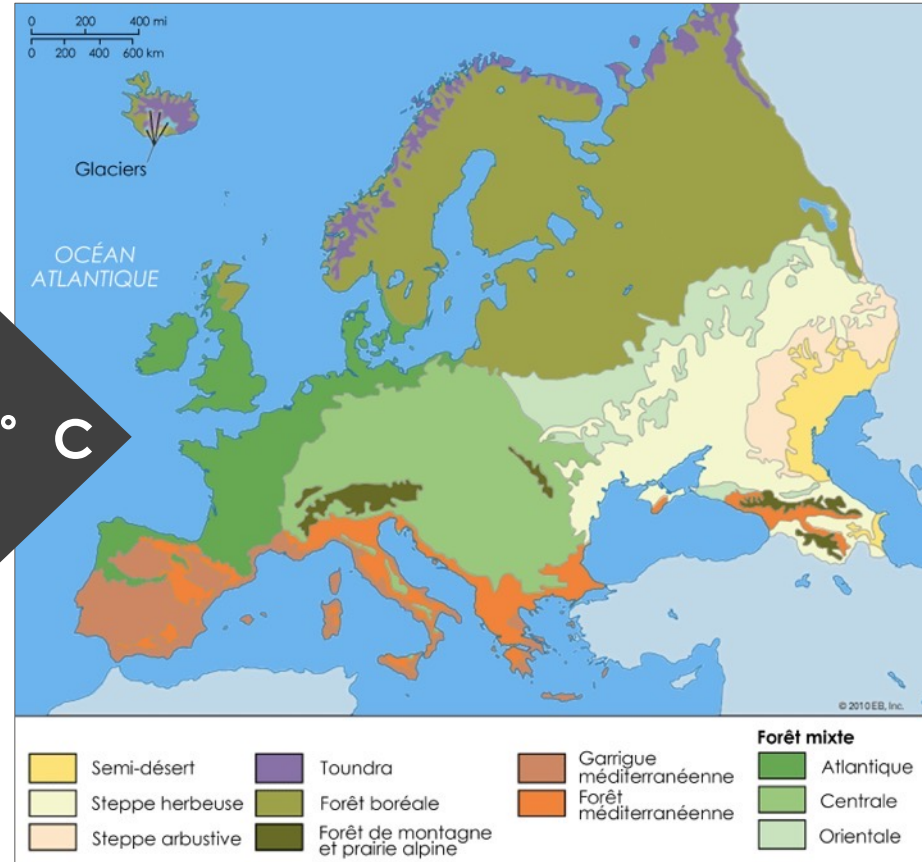 0 200 400 mi
0 200 400 600 km
Glaciers
OCÉAN
ATLANTIQUE
° C
© 2010 EB, Inc.
Semi-désert
Steppe herbeuse
Steppe arbustive
Toundra
Forêt boréale
Forêt de montagne
et prairie alpine
Garrigue
méditerranéenne
Forêt
méditerranéenne
Forêt mixte
Atlantique
Centrale
Orientale